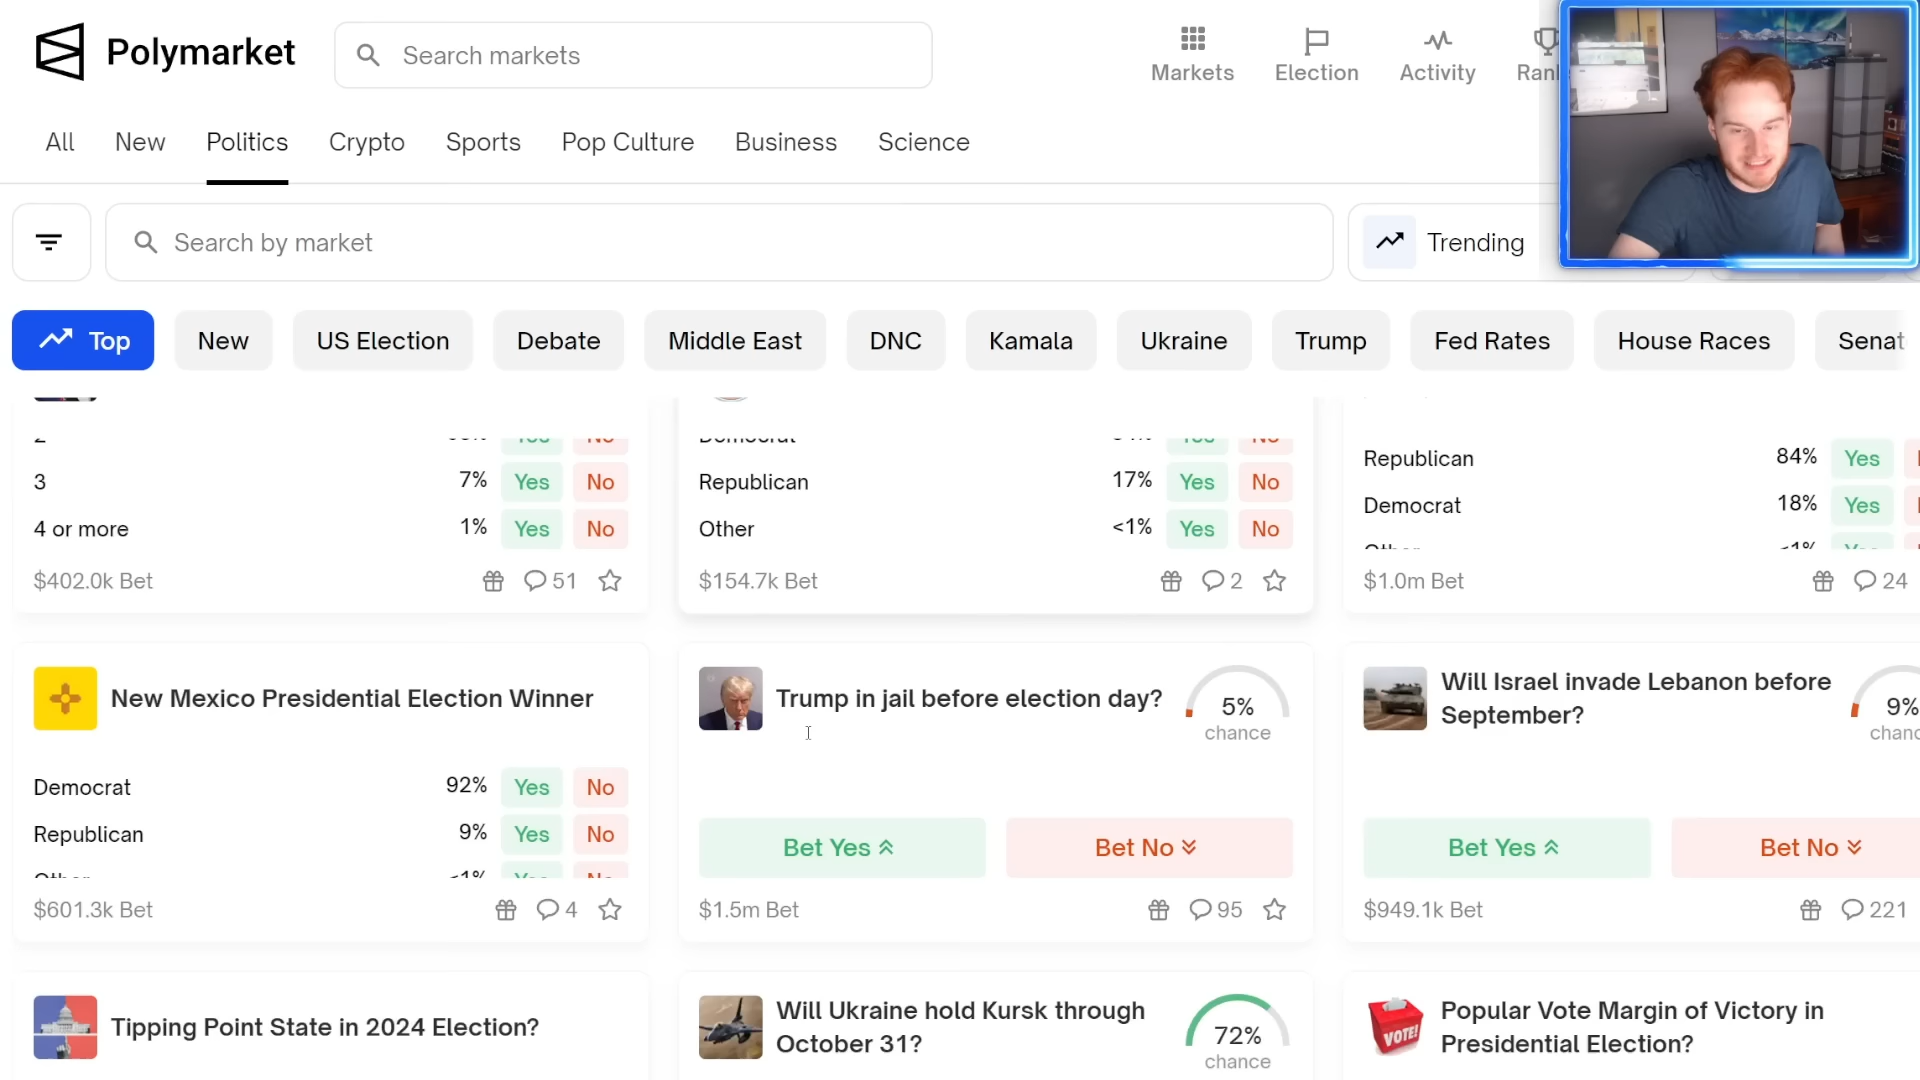 Polymarket
Search markets
Markets
Election
Activity
All New Politics Crypto Sports Pop Culture Business Science
Search by market
Trending
Top New US Election Debate Middle East DNC Kamala Ukraine Trump Fed Rates House Races Senat
3 7% Yes No
4 or more 1% Yes No
$402.0k Bet 51
Democrat
Republican 17% Yes No
Other <1% Yes No
$154.7k Bet 2
Republican 84% Yes
Democrat 18% Yes
$1.0m Bet 24
New Mexico Presidential Election Winner
Democrat 92% Yes No
Republican 9% Yes No
$601.3k Bet 4
Trump in jail before election day?
5%
chance
Bet Yes Bet No
$1.5m Bet 95
Will Israel invade Lebanon before
September?
9%
chanc
Bet Yes Bet No
$949.1k Bet 221
Tipping Point State in 2024 Election?
Will Ukraine hold Kursk through
October 31?
72%
chance
VOTE!
Popular Vote Margin of Victory in
Presidential Election?